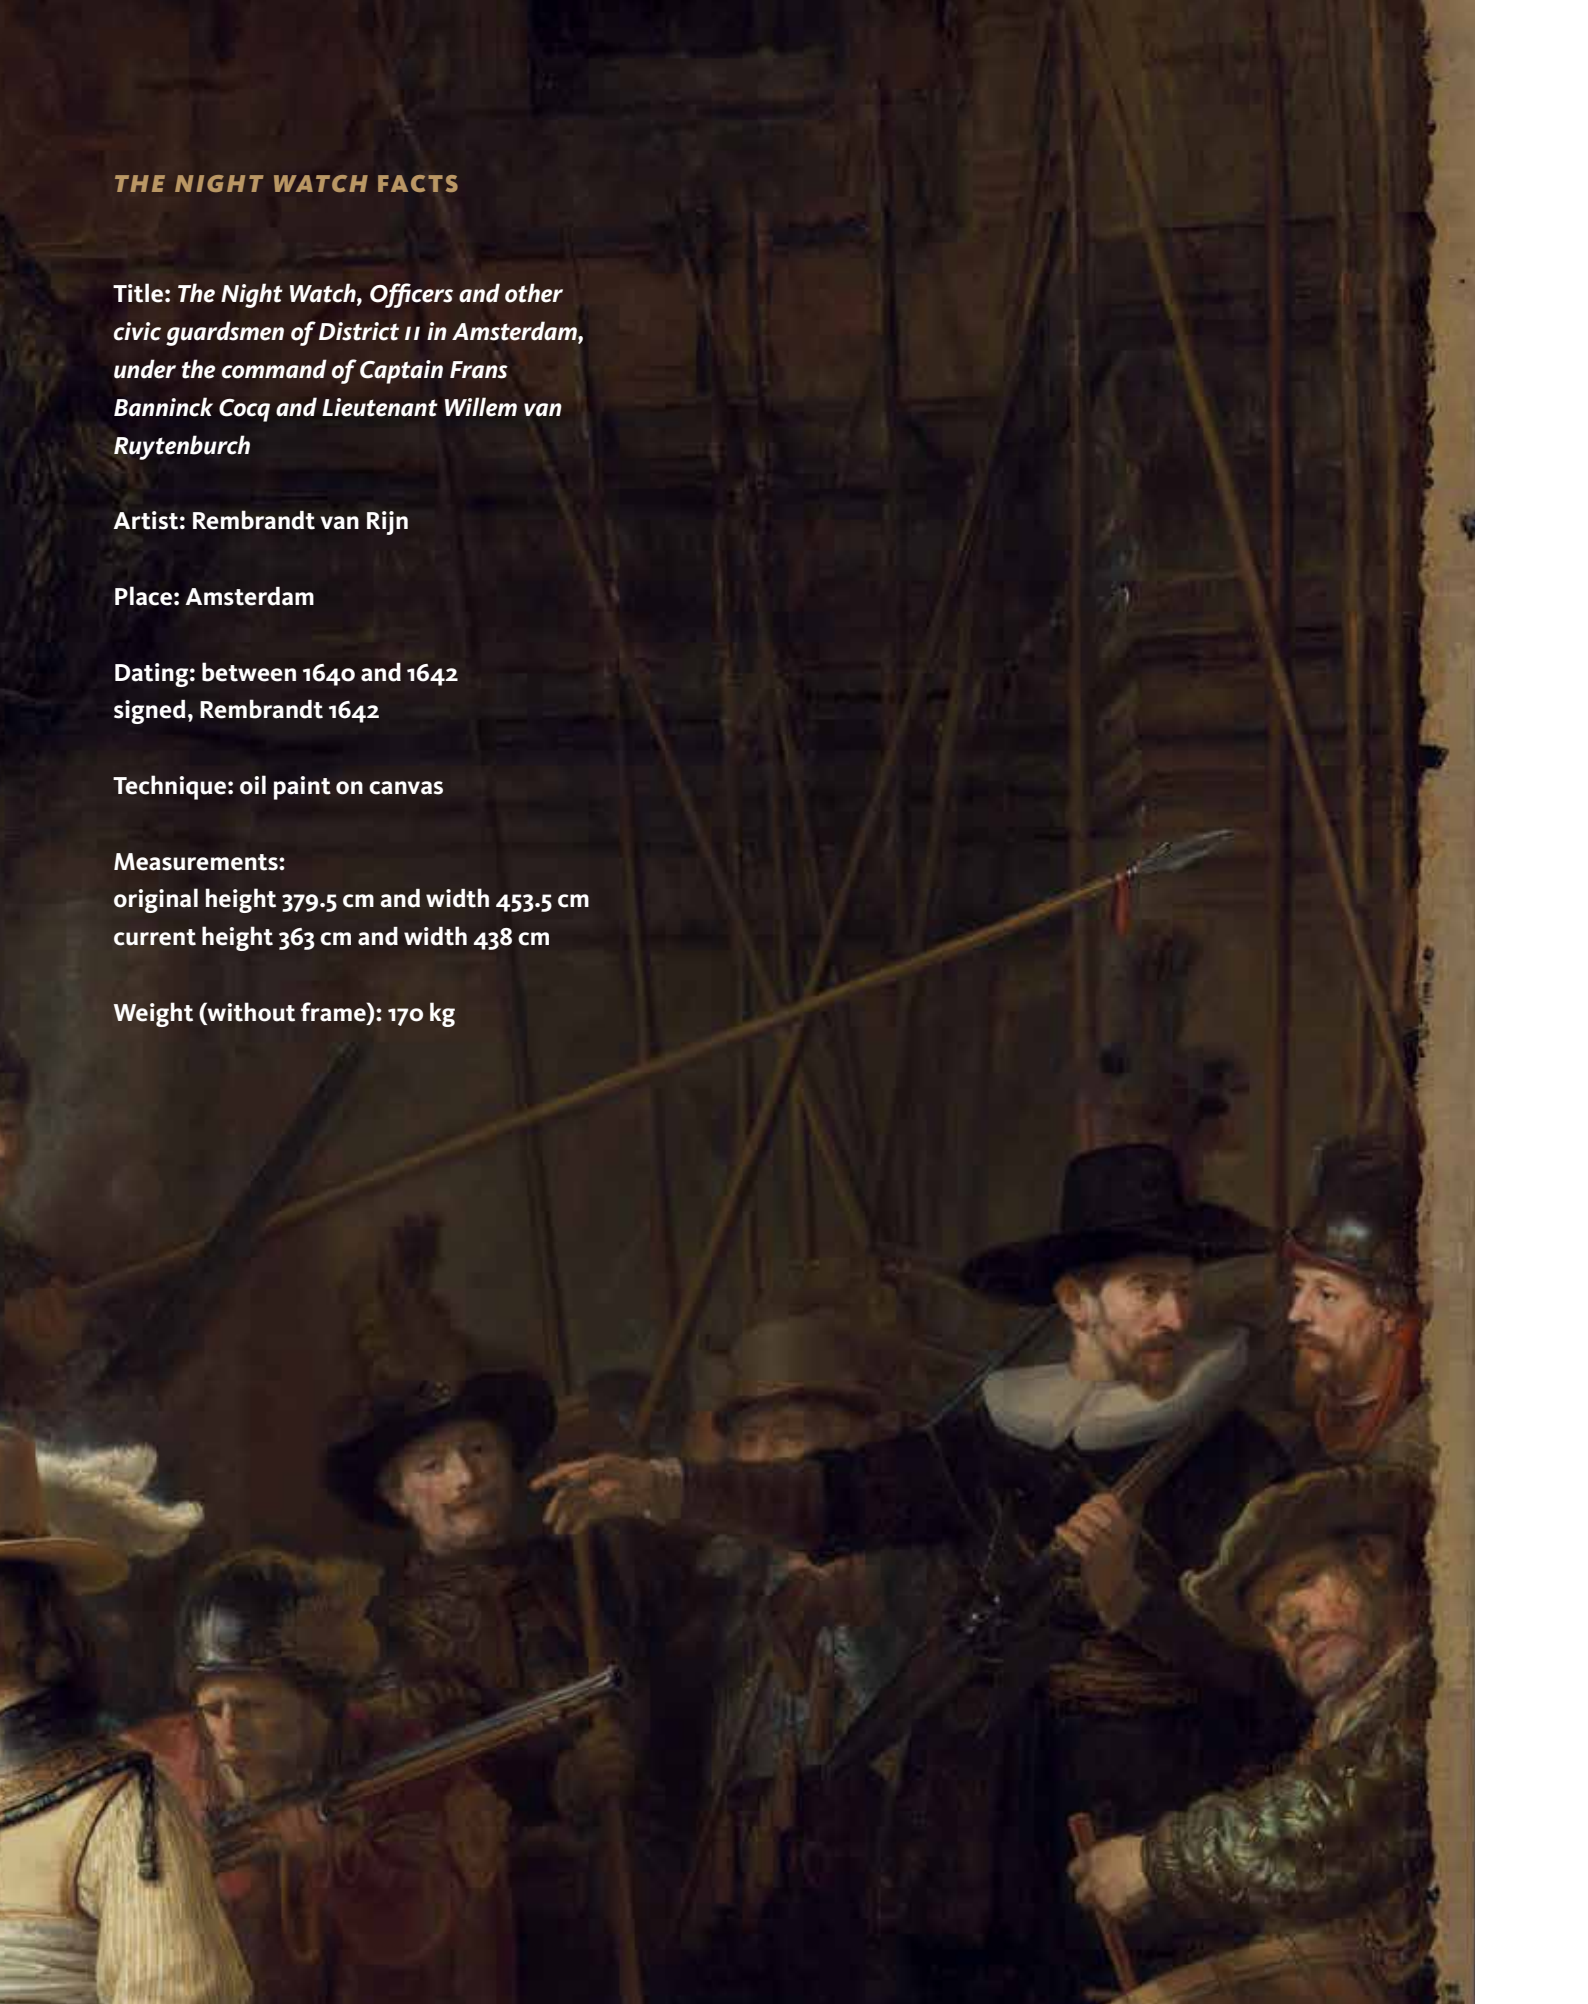 THE NIGHT WATCH FACTS
Title: The Night Watch, Officers and other
civic guardsmen of District 11 in Amsterdam,
under the command of Captain Frans
Banninck Cocq and Lieutenant Willem van
Ruytenburch
Artist: Rembrandt van Rijn
Place: Amsterdam
Dating: between 1640 and 1642
signed, Rembrandt 1642
Technique: oil paint on canvas
Measurements:
original height 379.5 cm and width 453.5 cm
current height 363 cm and width 438 cm
Weight (without frame): 170 kg